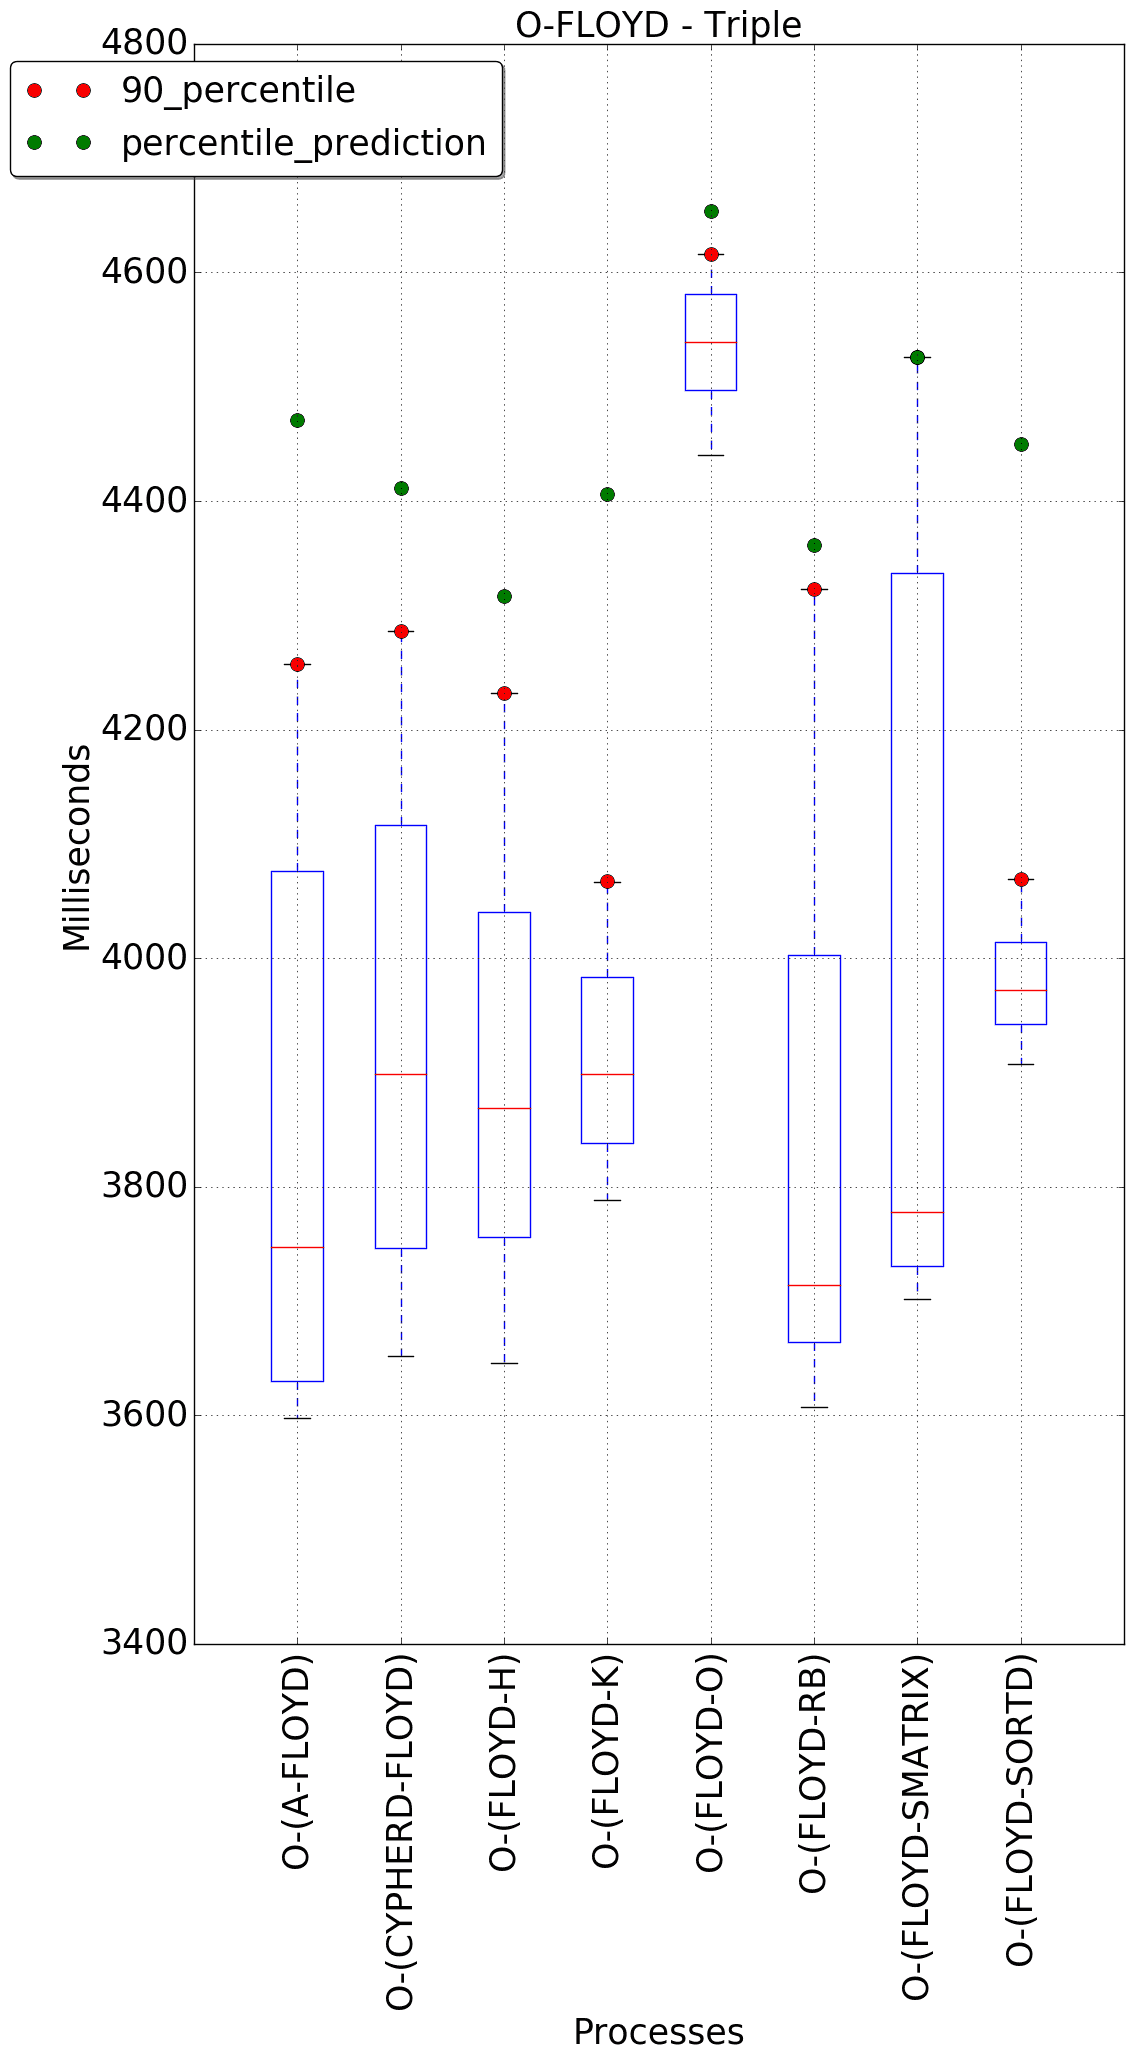 O-FLOYD - Triple
90_percentile
percentile_prediction
4800
4600
4400
4200
4000
3800
3600
3400
Milliseconds
O-(A-FLOYD)
O-(CYPHERD-FLOYD)
O-(FLOYD-H)
O-(FLOYD-K)
O-(FLOYD-O)
O-(FLOYD-RB)
O-(FLOYD-SMATRIX)
O-(FLOYD-SORTD)
Processes